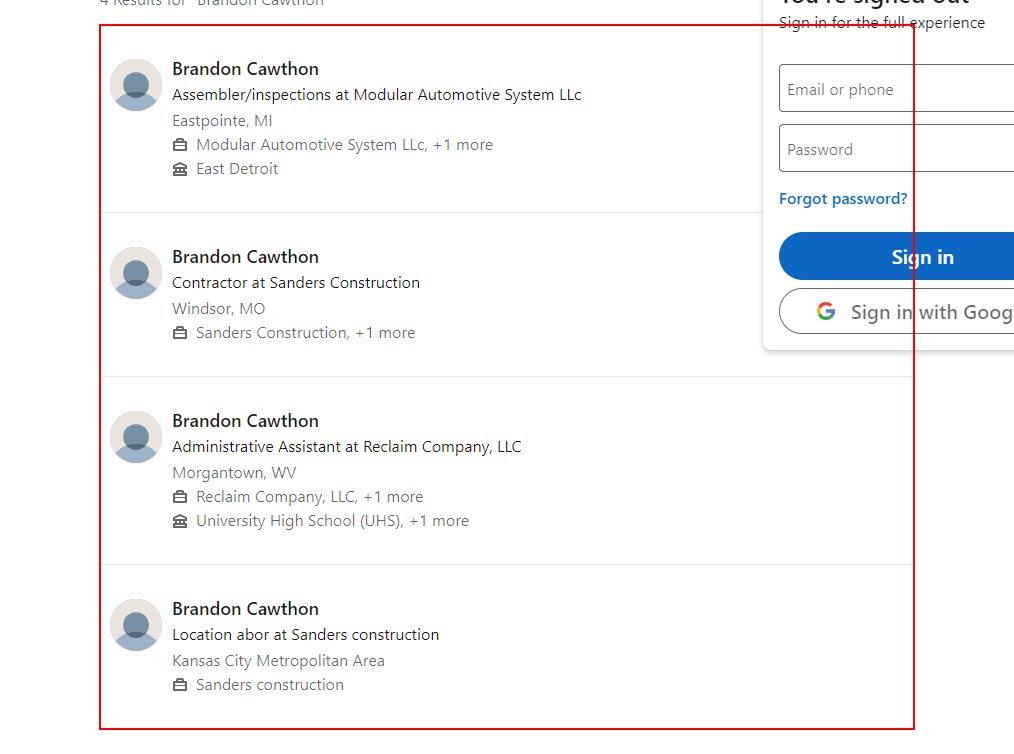 4 Results for "Brandon Cawthon"
Brandon Cawthon
Assembler/inspections at Modular Automotive System LLc
Eastpointe, MI
Modular Automotive System LLc, +1 more
East Detroit
Brandon Cawthon
Contractor at Sanders Construction
Windsor, MO
Sanders Construction, +1 more
Brandon Cawthon
Administrative Assistant at Reclaim Company, LLC
Morgantown, WV
Reclaim Company, LLC, +1 more
University High School (UHS), +1 more
Brandon Cawthon
Location abor at Sanders construction
Kansas City Metropolitan Area
Sanders construction
You're signed out
Sign in for the full experience
Email or phone
Password
Forgot password?
Sign in
Sign in with Goog